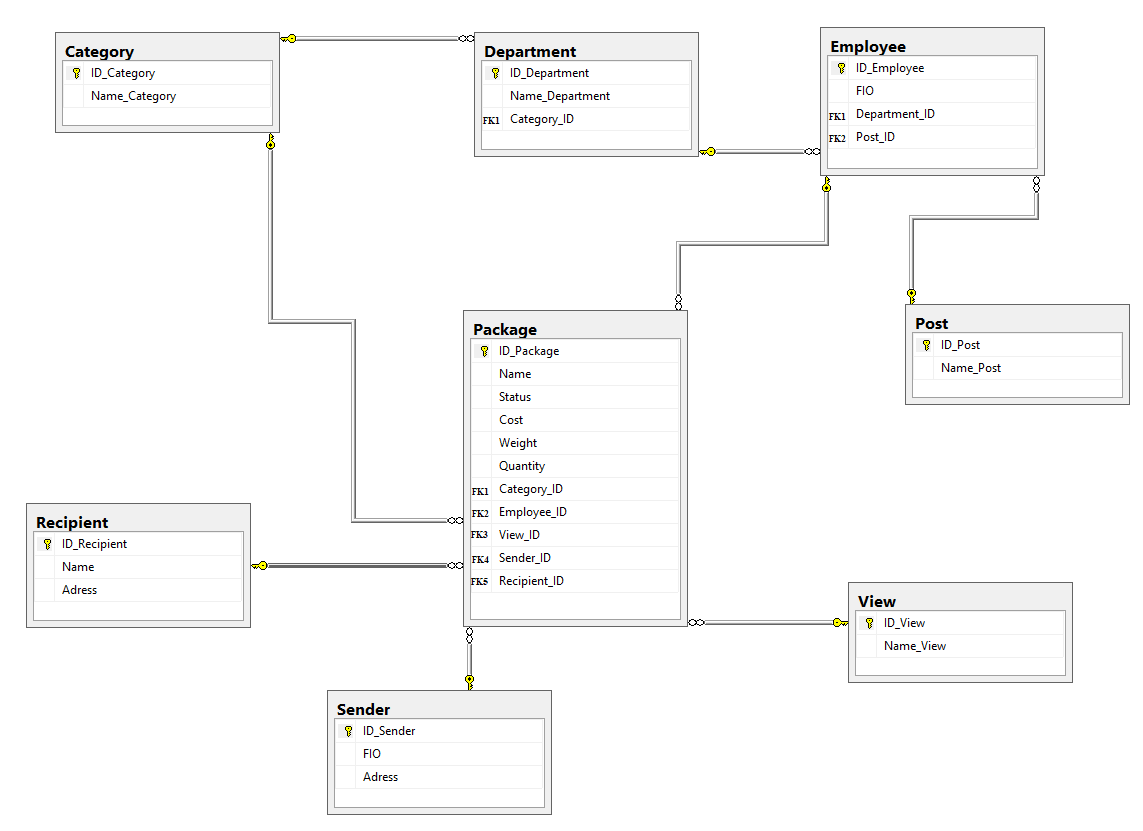 Category
ID_Category
Name_Category
Department
ID_Department
Name_Department
FK1 Category_ID
Employee
ID_Employee
FIO
FK1 Department_ID
FK2 Post_ID
Post
ID_Post
Name_Post
Package
ID_Package
Name
Status
Cost
Weight
Quantity
FK1 Category_ID
FK2 Employee_ID
FK3 View_ID
FK4 Sender_ID
FK5 Recipient_ID
Recipient
ID_Recipient
Name
Adress
View
ID_View
Name_View
Sender
ID_Sender
FIO
Adress